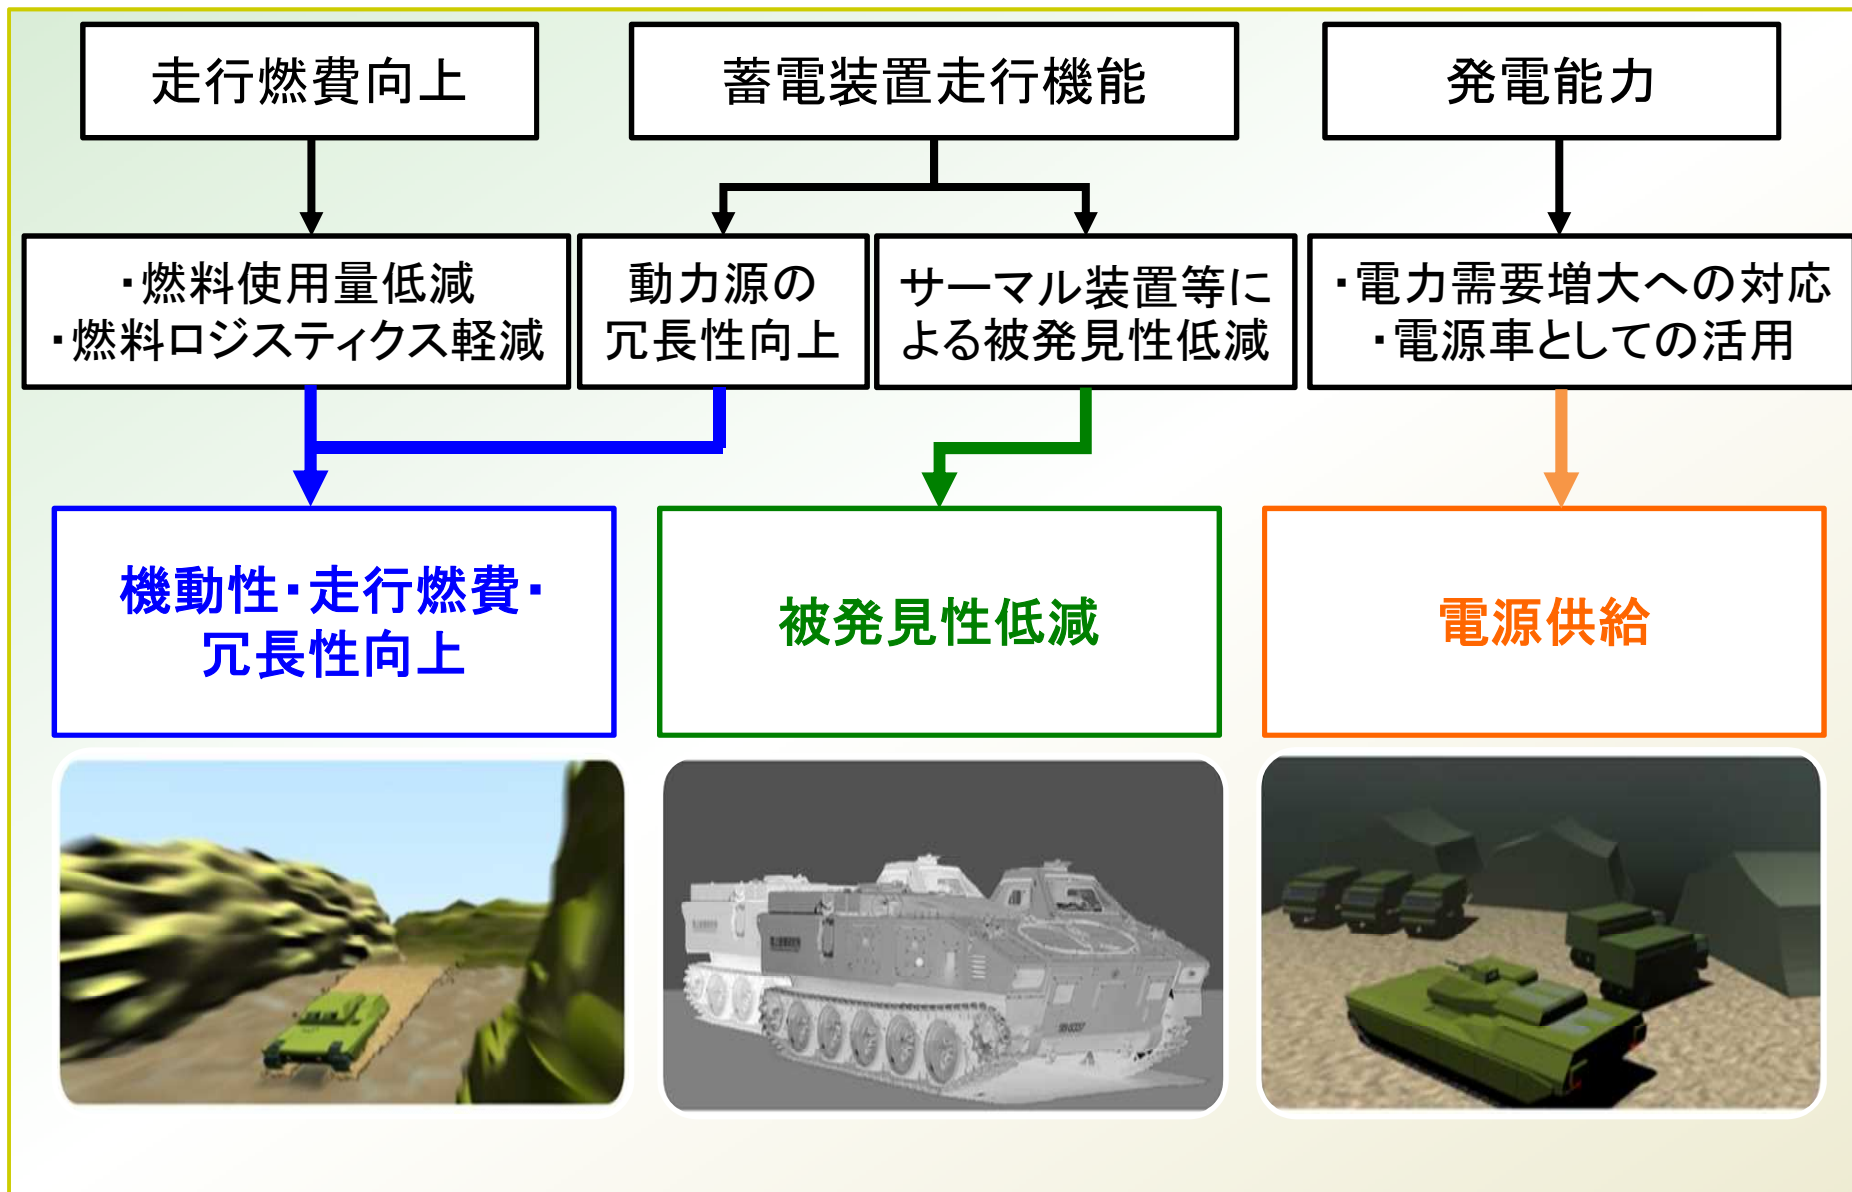 走行燃費向上
蓄電装置走行機能
発電能力
・燃料使用量低減
・燃料ロジスティクス軽減
動力源の
冗長性向上
サーマル装置等に
よる被発見性低減
・電力需要増大への対応
・電源車としての活用
機動性・走行燃費・
冗長性向上
被発見性低減
電源供給